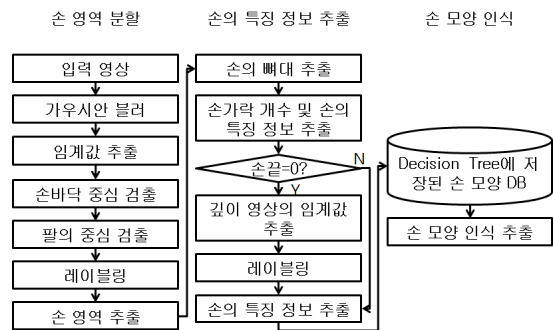 손 영역 분할
입력 영상
가우시안 블러
임계값 추출
손바닥 중심 검출
팔의 중심 검출
레이블링
손 영역 추출
손의 특징 정보 추출
손의 뼈대 추출
손가락 개수 및 손의
특징 정보 추출
손끝=0?
N
Y
깊이 영상의 임계값
추출
레이블링
손의 특징 정보 추출
손 모양 인식
Decision Tree에 저
장된 손 모양 DB
손 모양 인식 추출